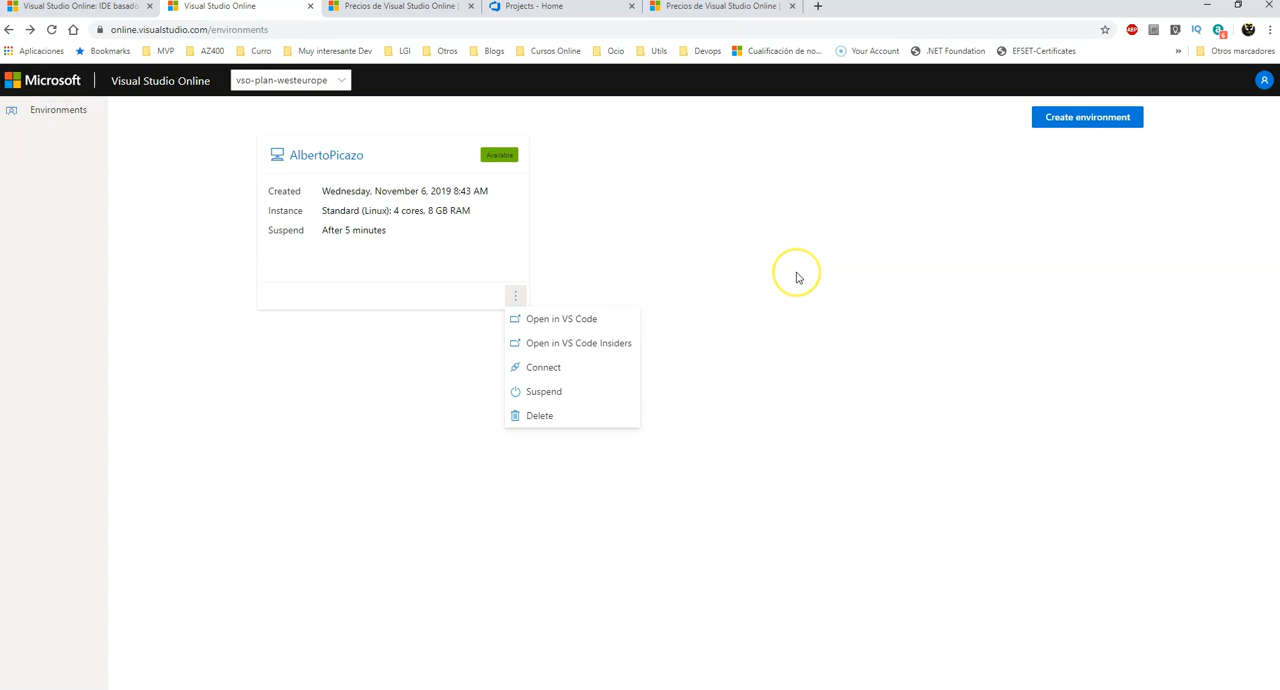 Visual Studio Online: IDE basado
Visual Studio Online
Precios de Visual Studio Online |
Projects - Home
Precios de Visual Studio Online |
online.visualstudio.com/environments
ABP
IQ
6
Aplicaciones
Bookmarks
MVP
AZ400
Curro
Muy interesante Dev
LGI
Otros
Blogs
Cursos Online
Ocio
Utils
Devops
Cualificación de no...
Your Account
.NET Foundation
EFSET-Certificates
»
Otros marcadores
Microsoft
Visual Studio Online
vso-plan-westeurope
Environments
Create environment
AlbertoPicazo
Available
Created Wednesday, November 6, 2019 8:43 AM
Instance Standard (Linux): 4 cores, 8 GB RAM
Suspend After 5 minutes
Open in VS Code
Open in VS Code Insiders
Connect
Suspend
Delete